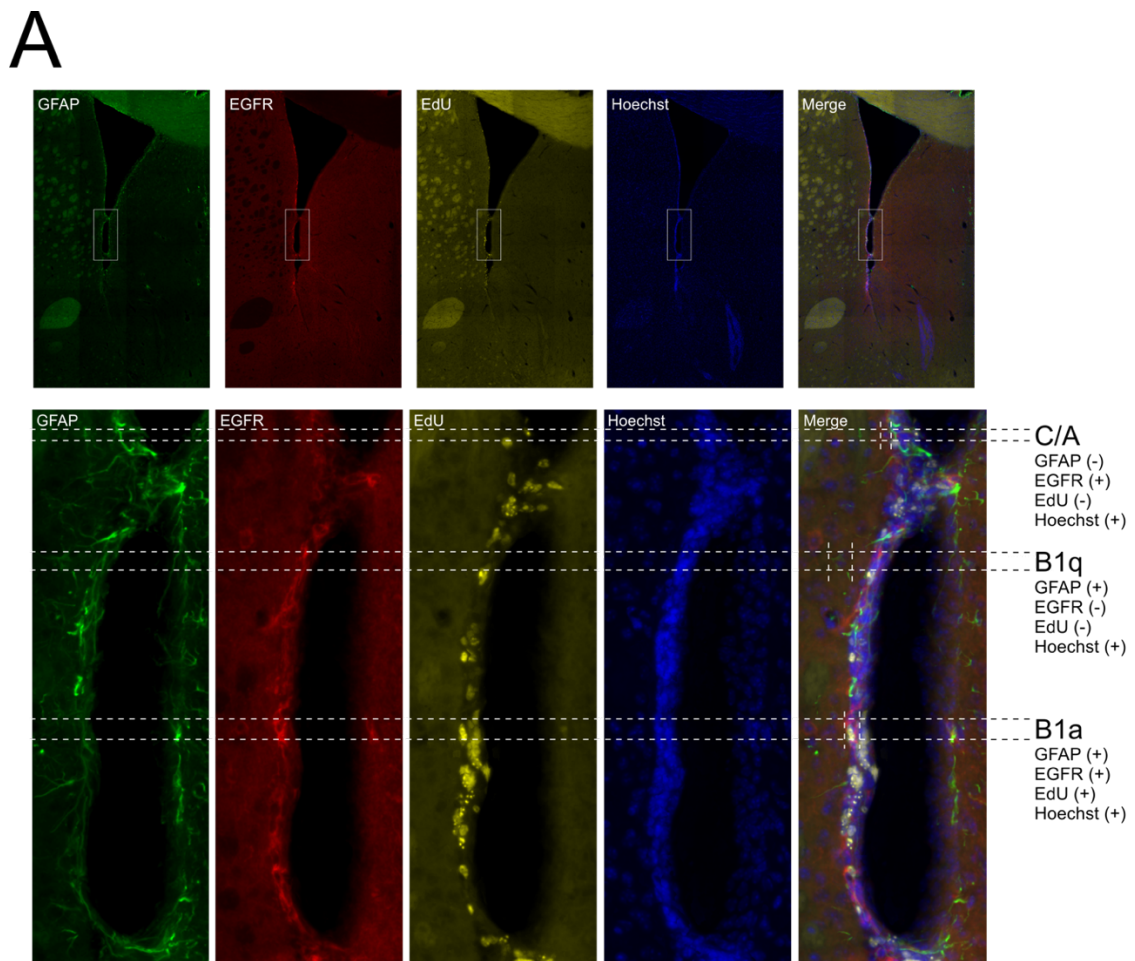 A
GFAP
EGFR
EdU
Hoechst
Merge
GFAP
EGFR
EdU
Hoechst
Merge
C/A
GFAP (-)
EGFR (+)
EdU (-)
Hoechst (+)
B1q
GFAP (+)
EGFR (-)
EdU (-)
Hoechst (+)
B1a
GFAP (+)
EGFR (+)
EdU (+)
Hoechst (+)